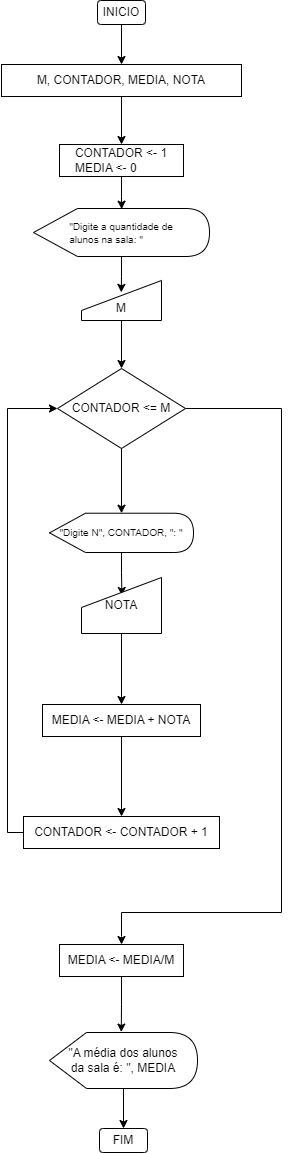 INICIO
M, CONTADOR, MEDIA, NOTA
CONTADOR <- 1
MEDIA <- 0
"Digite a quantidade de
alunos na sala: "
M
CONTADOR <= M
"Digite N", CONTADOR, ": "
NOTA
MEDIA <- MEDIA + NOTA
CONTADOR <- CONTADOR + 1
MEDIA <- MEDIA/M
"A média dos alunos
da sala é: ", MEDIA
FIM